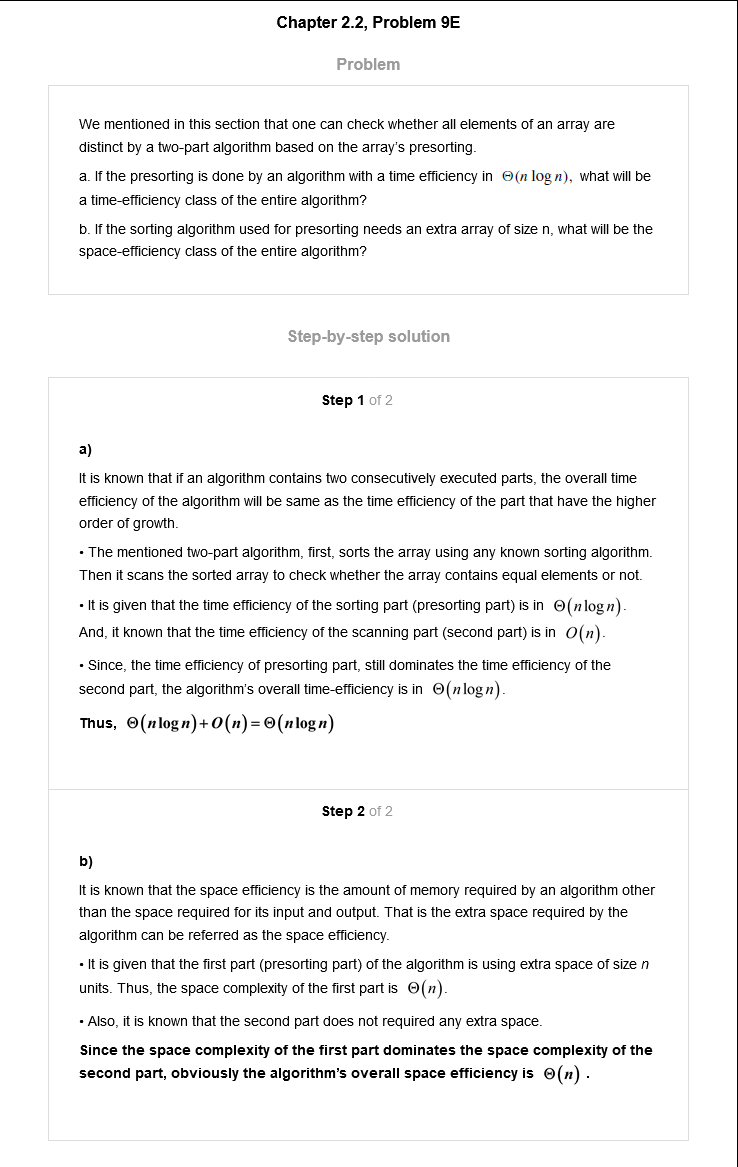 Chapter 2.2, Problem 9E
Problem
We mentioned in this section that one can check whether all elements of an array are
distinct by a two-part algorithm based on the array's presorting.
a. If the presorting is done by an algorithm with a time efficiency in Θ(n log n), what will be
a time-efficiency class of the entire algorithm?
b. If the sorting algorithm used for presorting needs an extra array of size n, what will be the
space-efficiency class of the entire algorithm?
Step-by-step solution
Step 1 of 2
a)
It is known that if an algorithm contains two consecutively executed parts, the overall time
efficiency of the algorithm will be same as the time efficiency of the part that have the higher
order of growth.
• The mentioned two-part algorithm, first, sorts the array using any known sorting algorithm.
Then it scans the sorted array to check whether the array contains equal elements or not.
• It is given that the time efficiency of the sorting part (presorting part) is in Θ(n log n).
And, it known that the time efficiency of the scanning part (second part) is in O(n).
• Since, the time efficiency of presorting part, still dominates the time efficiency of the
second part, the algorithm's overall time-efficiency is in Θ(n log n).
Thus, Θ(n log n)+O(n)=Θ(n log n)
Step 2 of 2
b)
It is known that the space efficiency is the amount of memory required by an algorithm other
than the space required for its input and output. That is the extra space required by the
algorithm can be referred as the space efficiency.
• It is given that the first part (presorting part) of the algorithm is using extra space of size n
units. Thus, the space complexity of the first part is Θ(n).
• Also, it is known that the second part does not required any extra space.
Since the space complexity of the first part dominates the space complexity of the
second part, obviously the algorithm's overall space efficiency is Θ(n) .